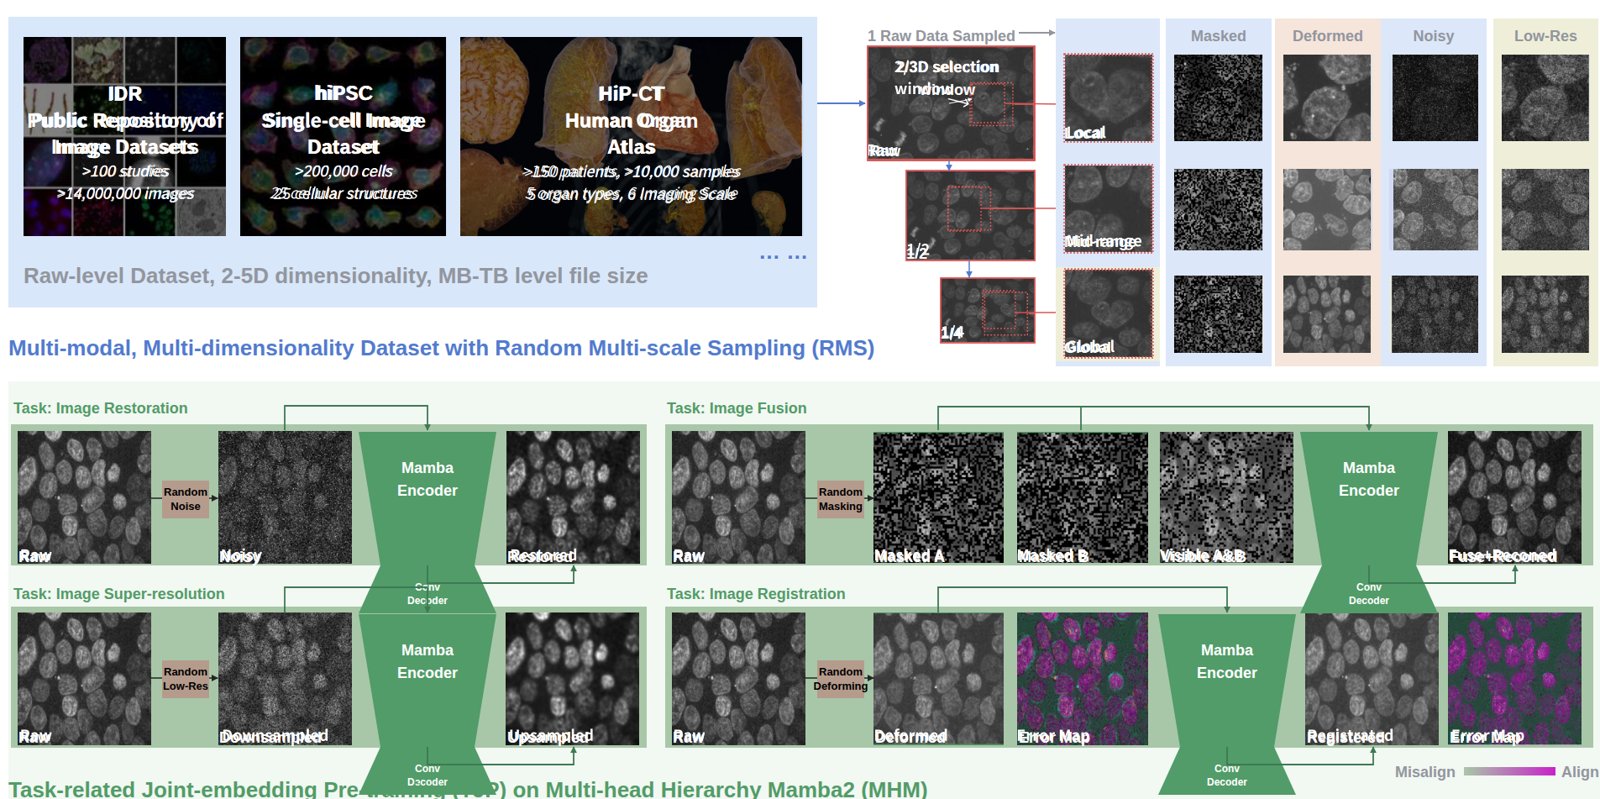 IDR
Public Repository of
Image Datasets
>100 studies
>14,000,000 images
hiPSC
Single-cell Image
Dataset
>200,000 cells
25 cellular structures
HiP-CT
Human Organ
Atlas
>150 patients, >10,000 samples
5 organ types, 6 Imaging Scale
... ...
Raw-level Dataset, 2-5D dimensionality, MB-TB level file size
Multi-modal, Multi-dimensionality Dataset with Random Multi-scale Sampling (RMS)
1 Raw Data Sampled
2/3D selection
window
Raw
1/2
1/4
Masked
Deformed
Noisy
Low-Res
Local
Mid-range
Global
Task: Image Restoration
Raw
Random
Noise
Noisy
Mamba
Encoder
Conv
Decoder
Restored
Task: Image Fusion
Raw
Random
Masking
Masked A
Masked B
Visible A&B
Mamba
Encoder
Conv
Decoder
Fuse+Reconed
Task: Image Super-resolution
Raw
Random
Low-Res
Downsampled
Mamba
Encoder
Conv
Decoder
Upsampled
Task: Image Registration
Raw
Random
Deforming
Deformed
Error Map
Mamba
Encoder
Conv
Decoder
Registrated
Error Map
Misalign
Align
Task-related Joint-embedding Pre-training (TJP) on Multi-head Hierarchy Mamba2 (MHM)